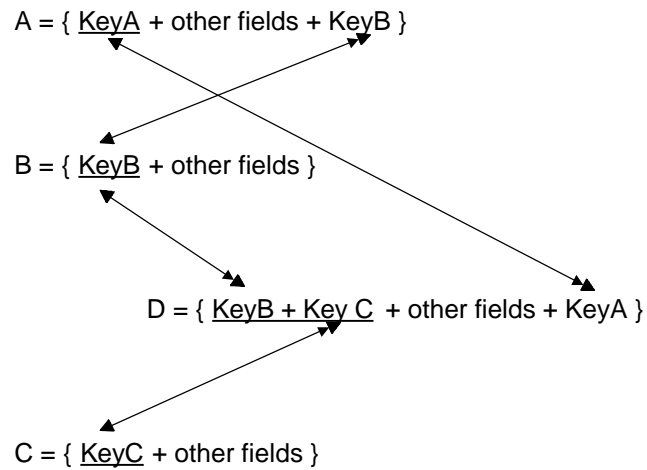 A = { KeyA + other fields + KeyB }
B = { KeyB + other fields }
D = { KeyB + Key C + other fields + KeyA }
C = { KeyC + other fields }